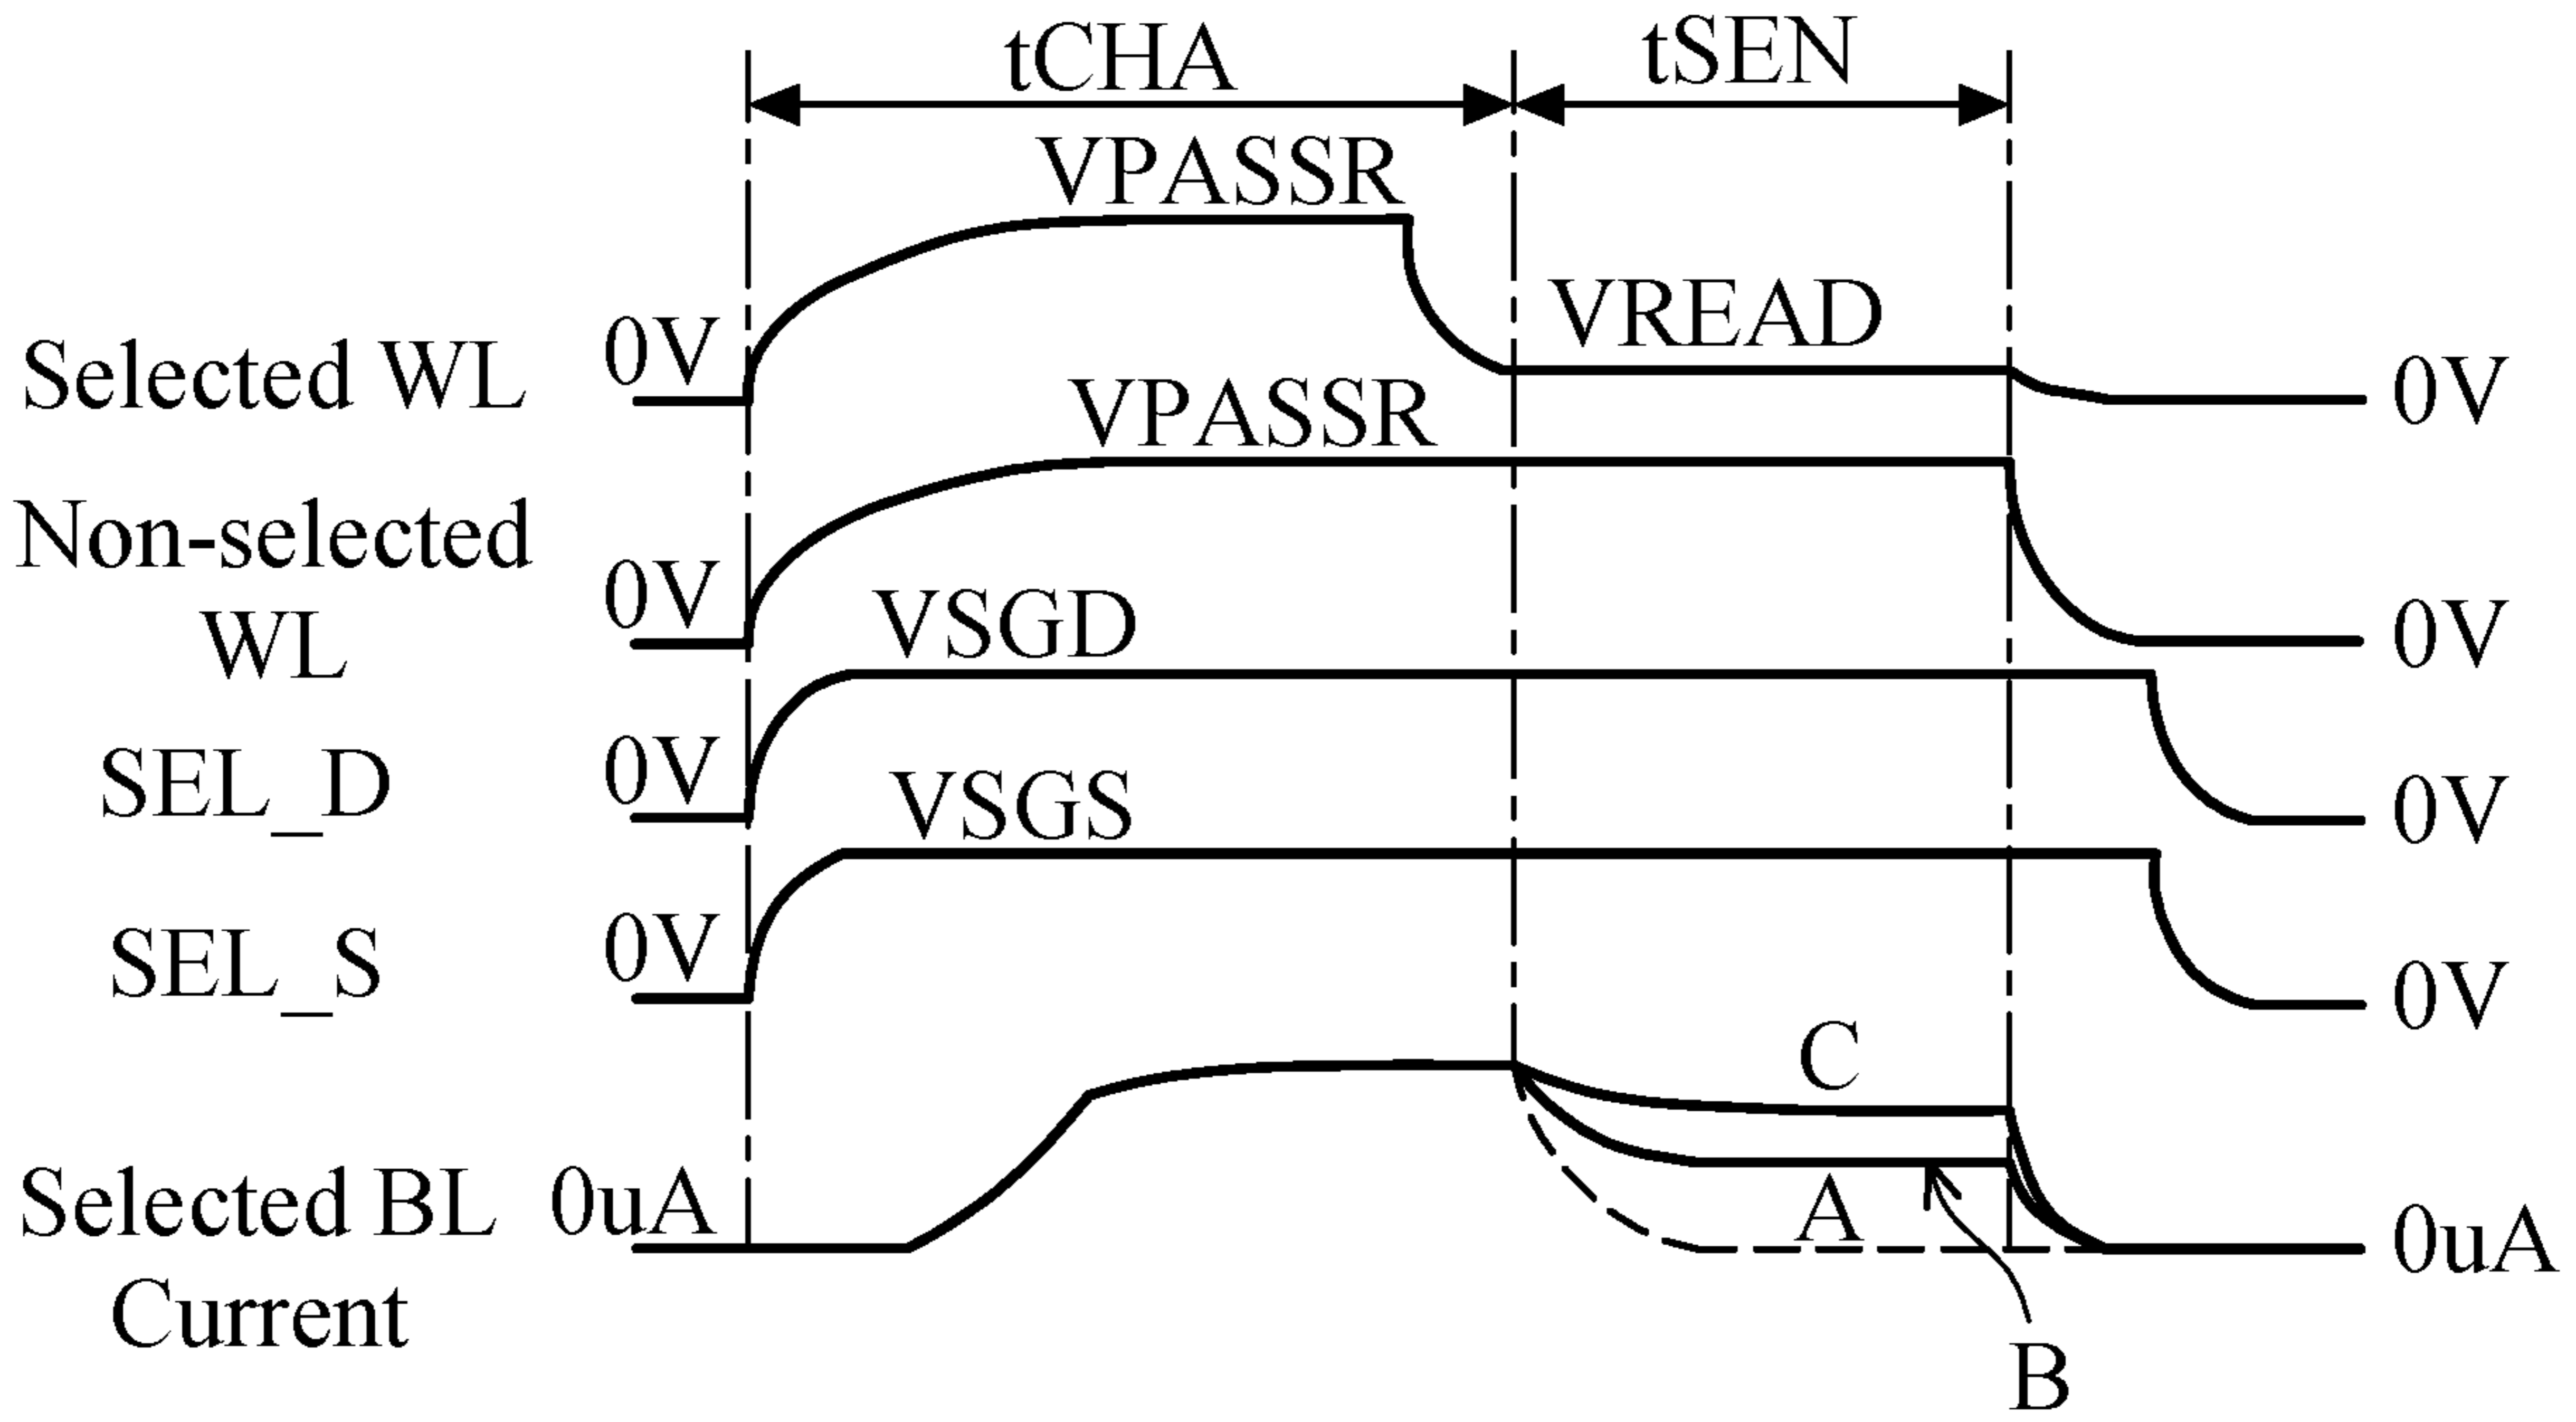 tCHA
tSEN
VPASSR
Selected WL
0V
VREAD
0V
VPASSR
Non-selected
WL
0V
0V
VSGD
SEL_D
0V
0V
VSGS
SEL_S
0V
0V
C
Selected BL
Current
0uA
A
0uA
B